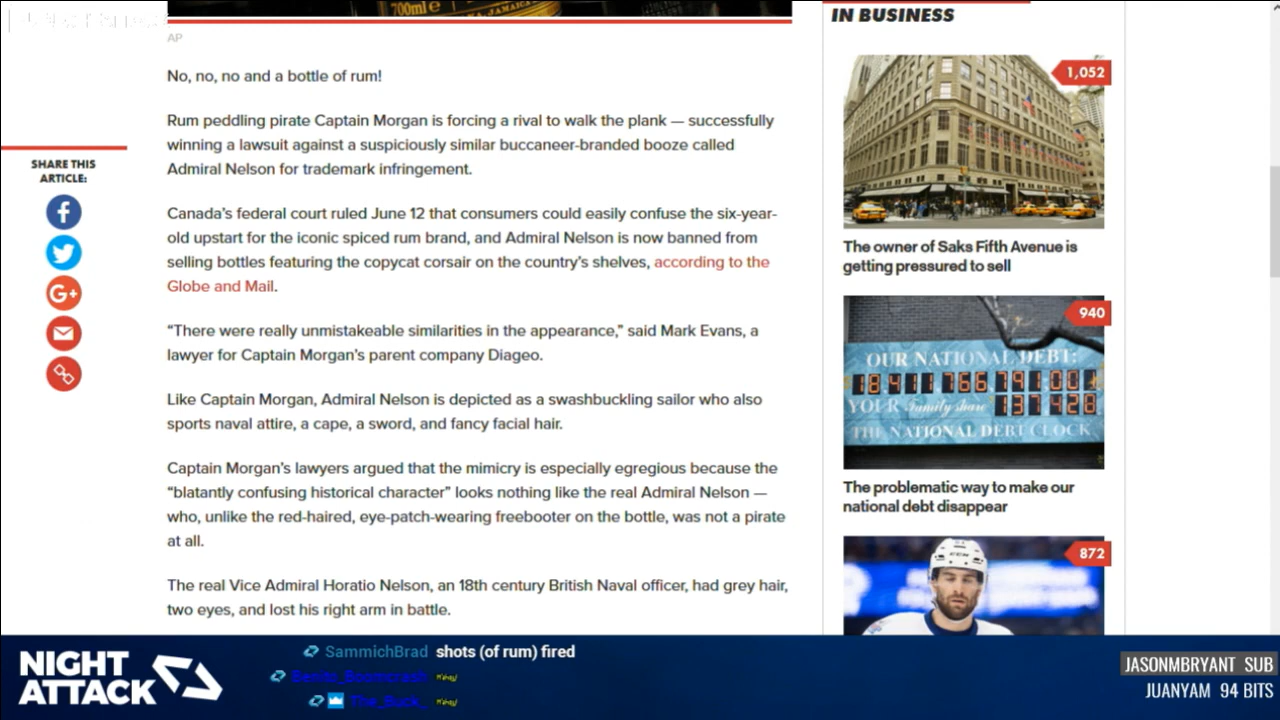 700ml e
JAMAICA
AP
IN BUSINESS
No, no, no and a bottle of rum!
Rum peddling pirate Captain Morgan is forcing a rival to walk the plank — successfully
winning a lawsuit against a suspiciously similar buccaneer-branded booze called
Admiral Nelson for trademark infringement.
SHARE THIS
ARTICLE:
Canada's federal court ruled June 12 that consumers could easily confuse the six-year-
old upstart for the iconic spiced rum brand, and Admiral Nelson is now banned from
selling bottles featuring the copycat corsair on the country's shelves, according to the
Globe and Mail.
“There were really unmistakeable similarities in the appearance,” said Mark Evans, a
lawyer for Captain Morgan's parent company Diageo.
Like Captain Morgan, Admiral Nelson is depicted as a swashbuckling sailor who also
sports naval attire, a cape, a sword, and fancy facial hair.
Captain Morgan's lawyers argued that the mimicry is especially egregious because the
“blatantly confusing historical character” looks nothing like the real Admiral Nelson —
who, unlike the red-haired, eye-patch-wearing freebooter on the bottle, was not a pirate
at all.
The real Vice Admiral Horatio Nelson, an 18th century British Naval officer, had grey hair,
two eyes, and lost his right arm in battle.
1,052
The owner of Saks Fifth Avenue is
getting pressured to sell
940
OUR NATIONAL DEBT:
18,411,766,791,001
YOUR Family share 137,428
THE NATIONAL DEBT CLOCK
The problematic way to make our
national debt disappear
872
CCM
NIGHT
ATTACK
SammichBrad shots (of rum) fired
Benito_Boomcrash
The_Buck_
JASONMBRYANT SUB
JUANYAM 94 BITS